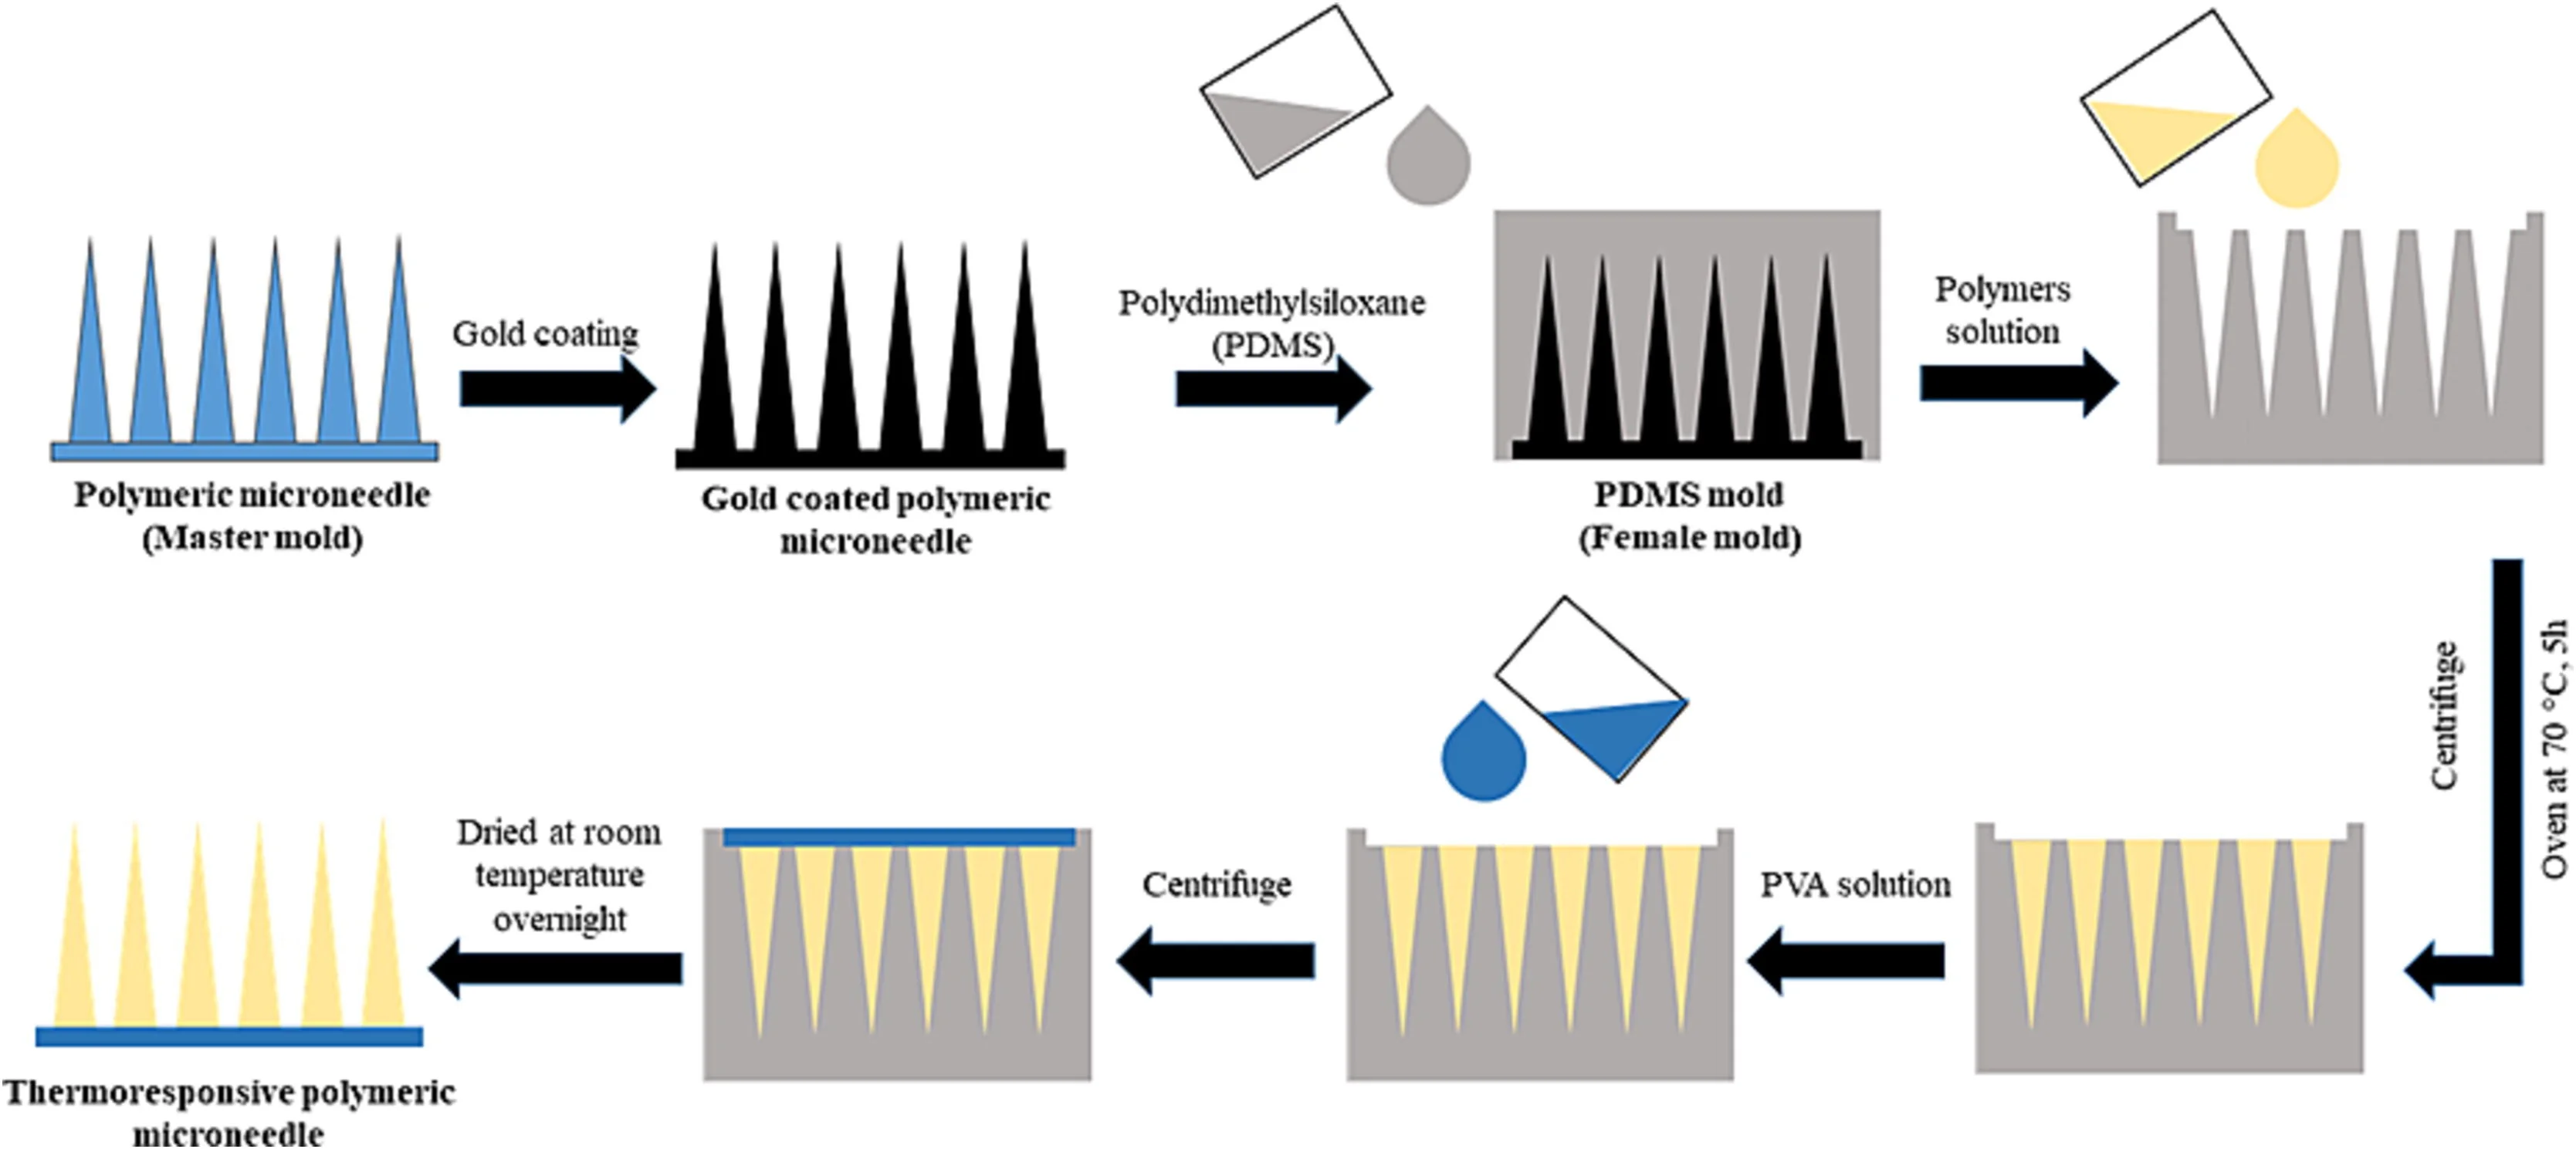 Gold coating
Polymeric microneedle
(Master mold)
Gold coated polymeric
microneedle
Polydimethylsiloxane
(PDMS)
PDMS mold
(Female mold)
Polymers
solution
Centrifuge
Oven at 70 °C, 5h
PVA solution
Centrifuge
Dried at room
temperature
overnight
Thermoresponsive polymeric
microneedle